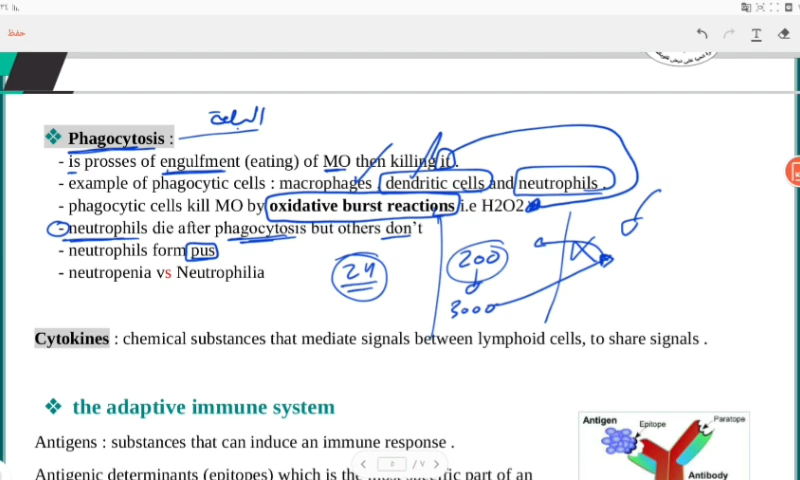 حفظ
البلعمة
❖ Phagocytosis :
- is prosses of engulfment (eating) of MO then killing it .
- example of phagocytic cells : macrophages , dendritic cells and neutrophils .
- phagocytic cells kill MO by oxidative burst reactions i.e H2O2
- neutrophils die after phagocytosis but others don't
- neutrophils form pus
24
200
3000
- neutropenia vs Neutrophilia
Cytokines : chemical substances that mediate signals between lymphoid cells, to share signals .
❖ the adaptive immune system
Antigen
Epitope
Paratope
Antibody
Antigens : substances that can induce an immune response .
Antigenic determinants (epitopes) which is the most specific part of an